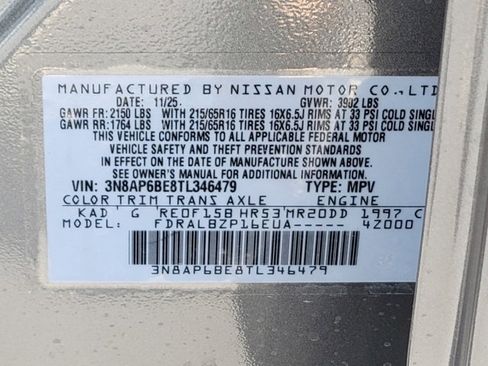 MANUFACTURED BY NISSAN MOTOR CO.,LTD
DATE: 11/25 GVWR: 3902 LBS
GAWR FR: 2150 LBS WITH 215/65R16 TIRES 16X6.5J RIMS AT 33 PSI COLD SINGL
GAWR RR: 1764 LBS WITH 215/65R16 TIRES 16X6.5J RIMS AT 33 PSI COLD SINGL
THIS VEHICLE CONFORMS TO ALL APPLICABLE FEDERAL MOTOR
VEHICLE SAFETY AND THEFT PREVENTION STANDARDS
IN EFFECT ON THE DATE OF MANUFACTURE SHOWN ABOVE.
SEE OWNER'S MANUAL FOR ADDITIONAL INFORMATION.
VIN: 3N8AP6BE8TL346479 TYPE: MPV
COLOR TRIM TRANS AXLE ENGINE
KAD G RE0F15B HR53 MR20DD 1997 C
MODEL: FDRALBZP16EUA----- 4Z000
3N8AP6BE8TL346479